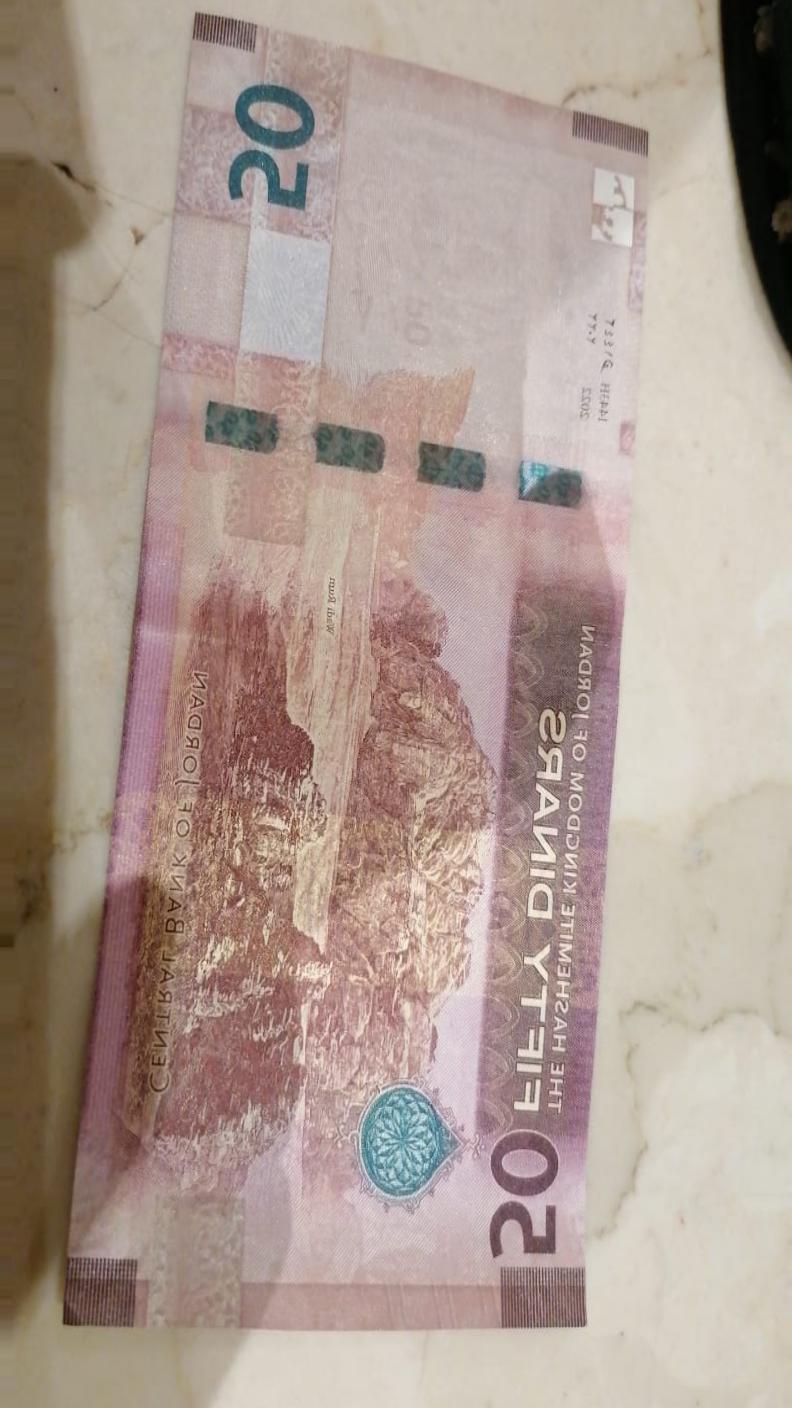 THE HASHEMITE KINGDOM OF JORDAN
50 FIFTY DINARS
2022
Wadi Rum
CENTRAL BANK OF JORDAN
50